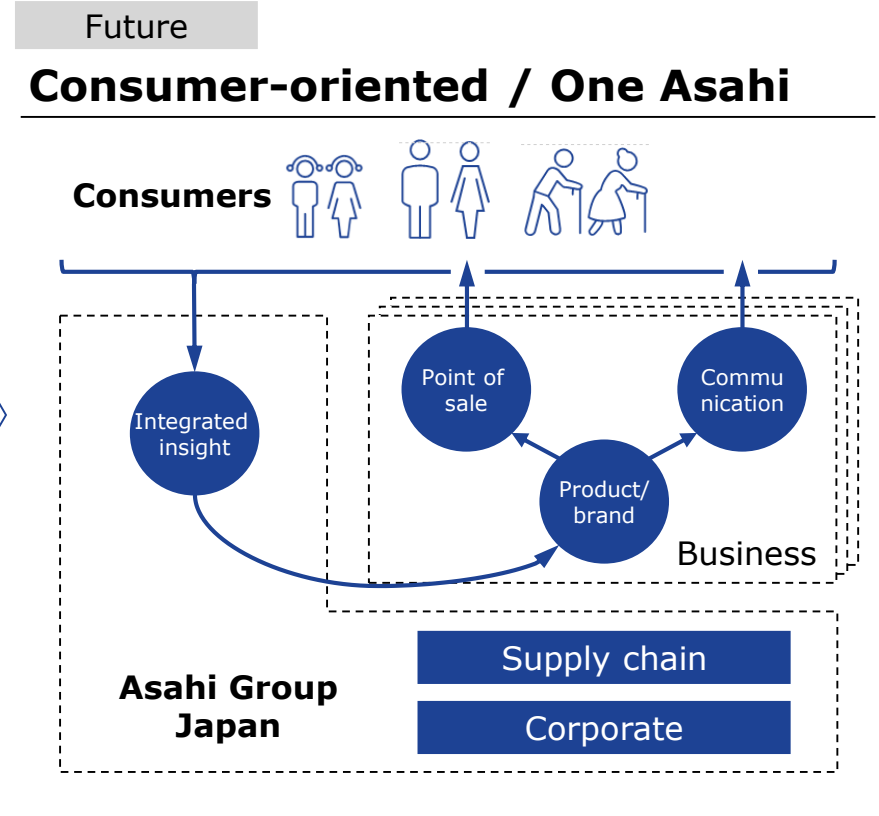 Future
Consumer-oriented / One Asahi
Consumers
Integrated
insight
Point of
sale
Commu
nication
Product/
brand
Business
Asahi Group
Japan
Supply chain
Corporate